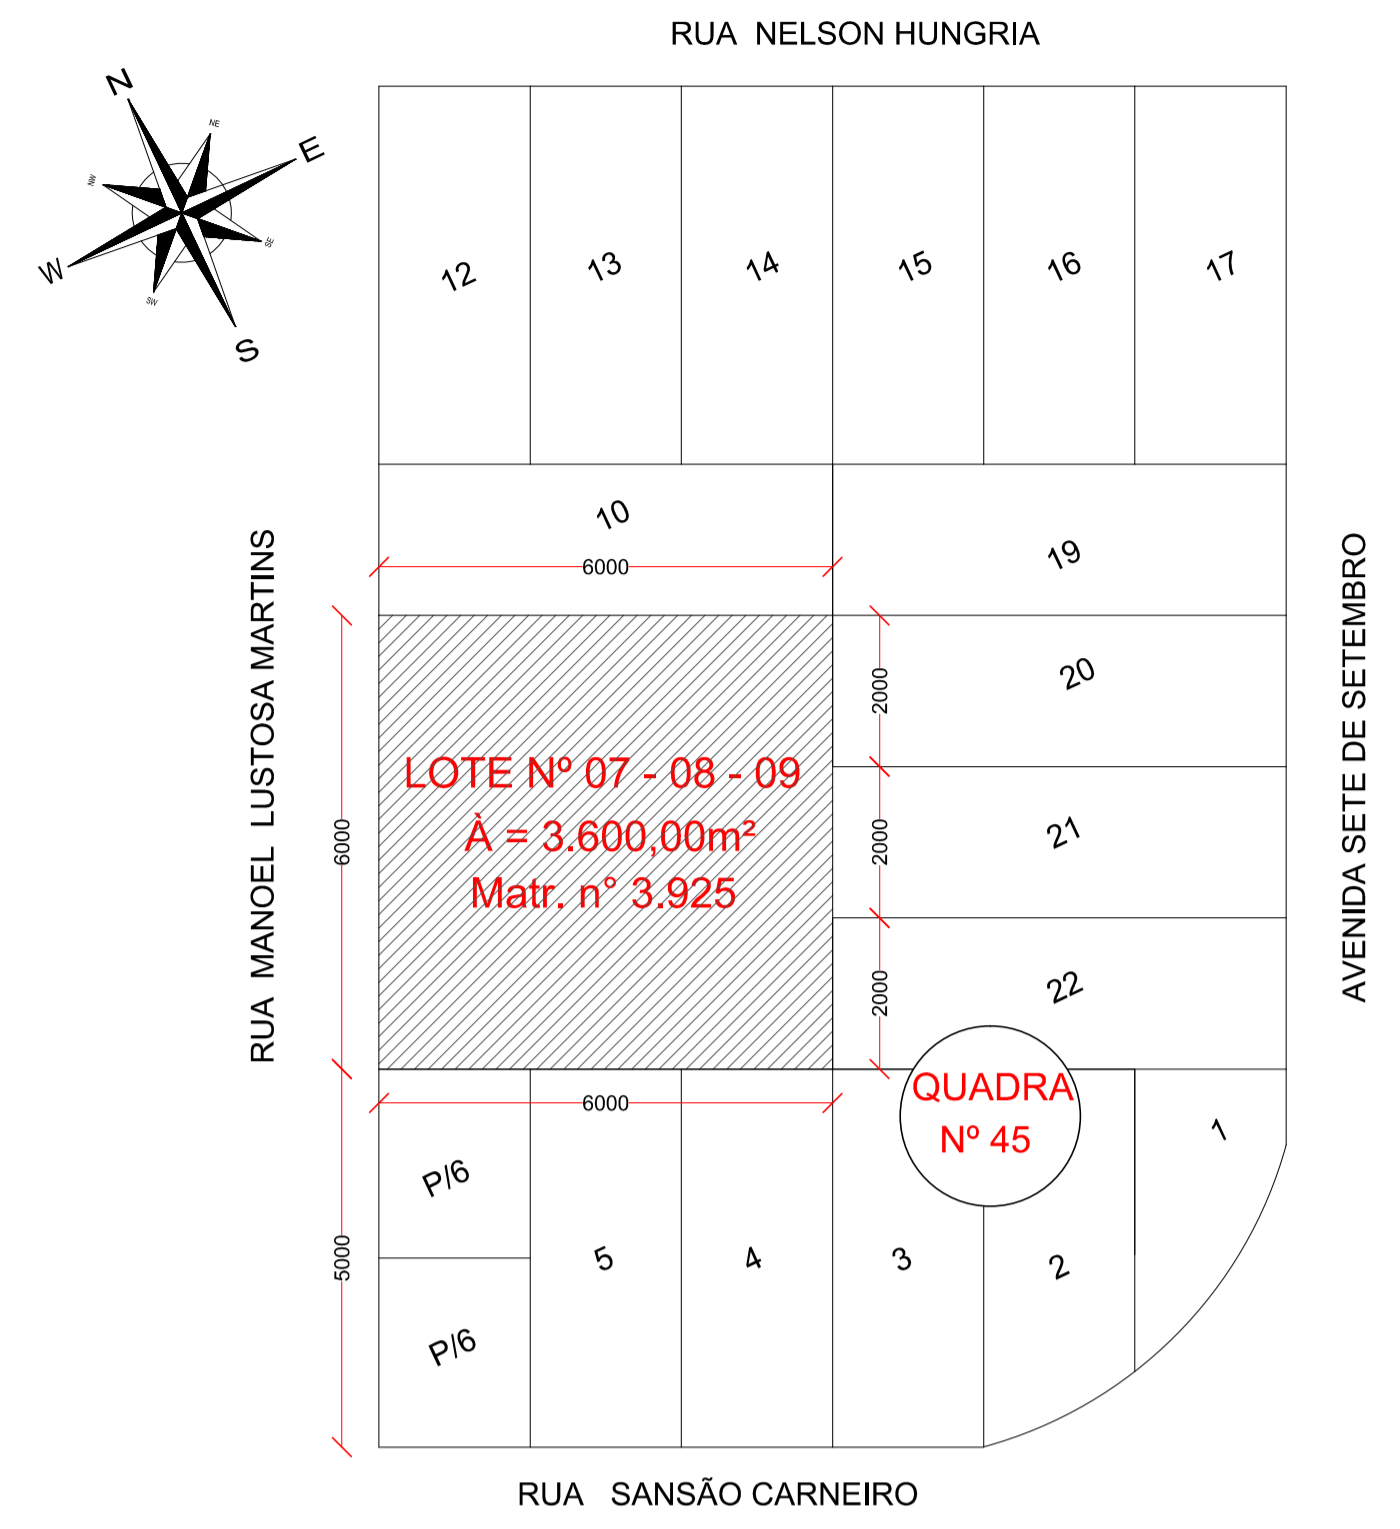 RUA NELSON HUNGRIA
N
NE
E
NW
SE
W
SW
S
12
13
14
15
16
17
10
6000
19
RUA MANOEL LUSTOSA MARTINS
AVENIDA SETE DE SETEMBRO
6000
2000
20
LOTE Nº 07 - 08 - 09
À = 3.600,00m²
Matr. n° 3.925
2000
21
2000
22
QUADRA
Nº 45
6000
5000
P/6
P/6
5
4
3
2
1
RUA SANSÃO CARNEIRO